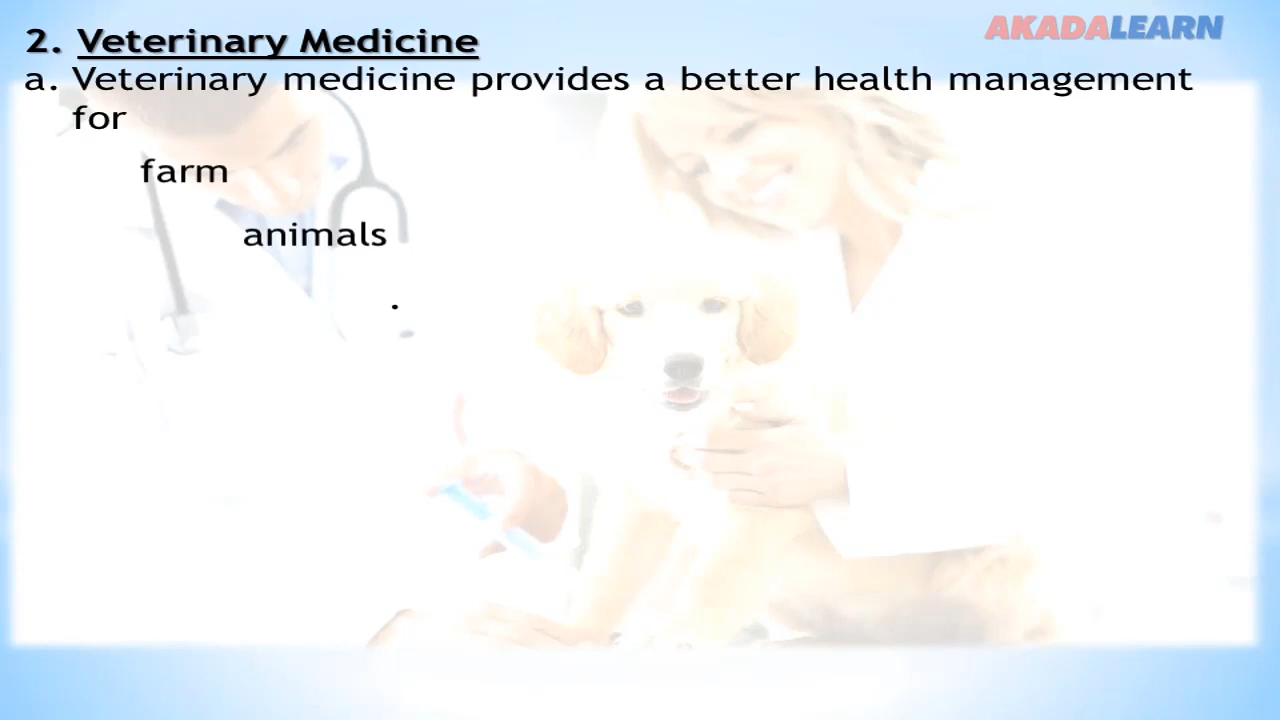 AKADALEARN
2. Veterinary Medicine
a. Veterinary medicine provides a better health management
for
farm
animals
.